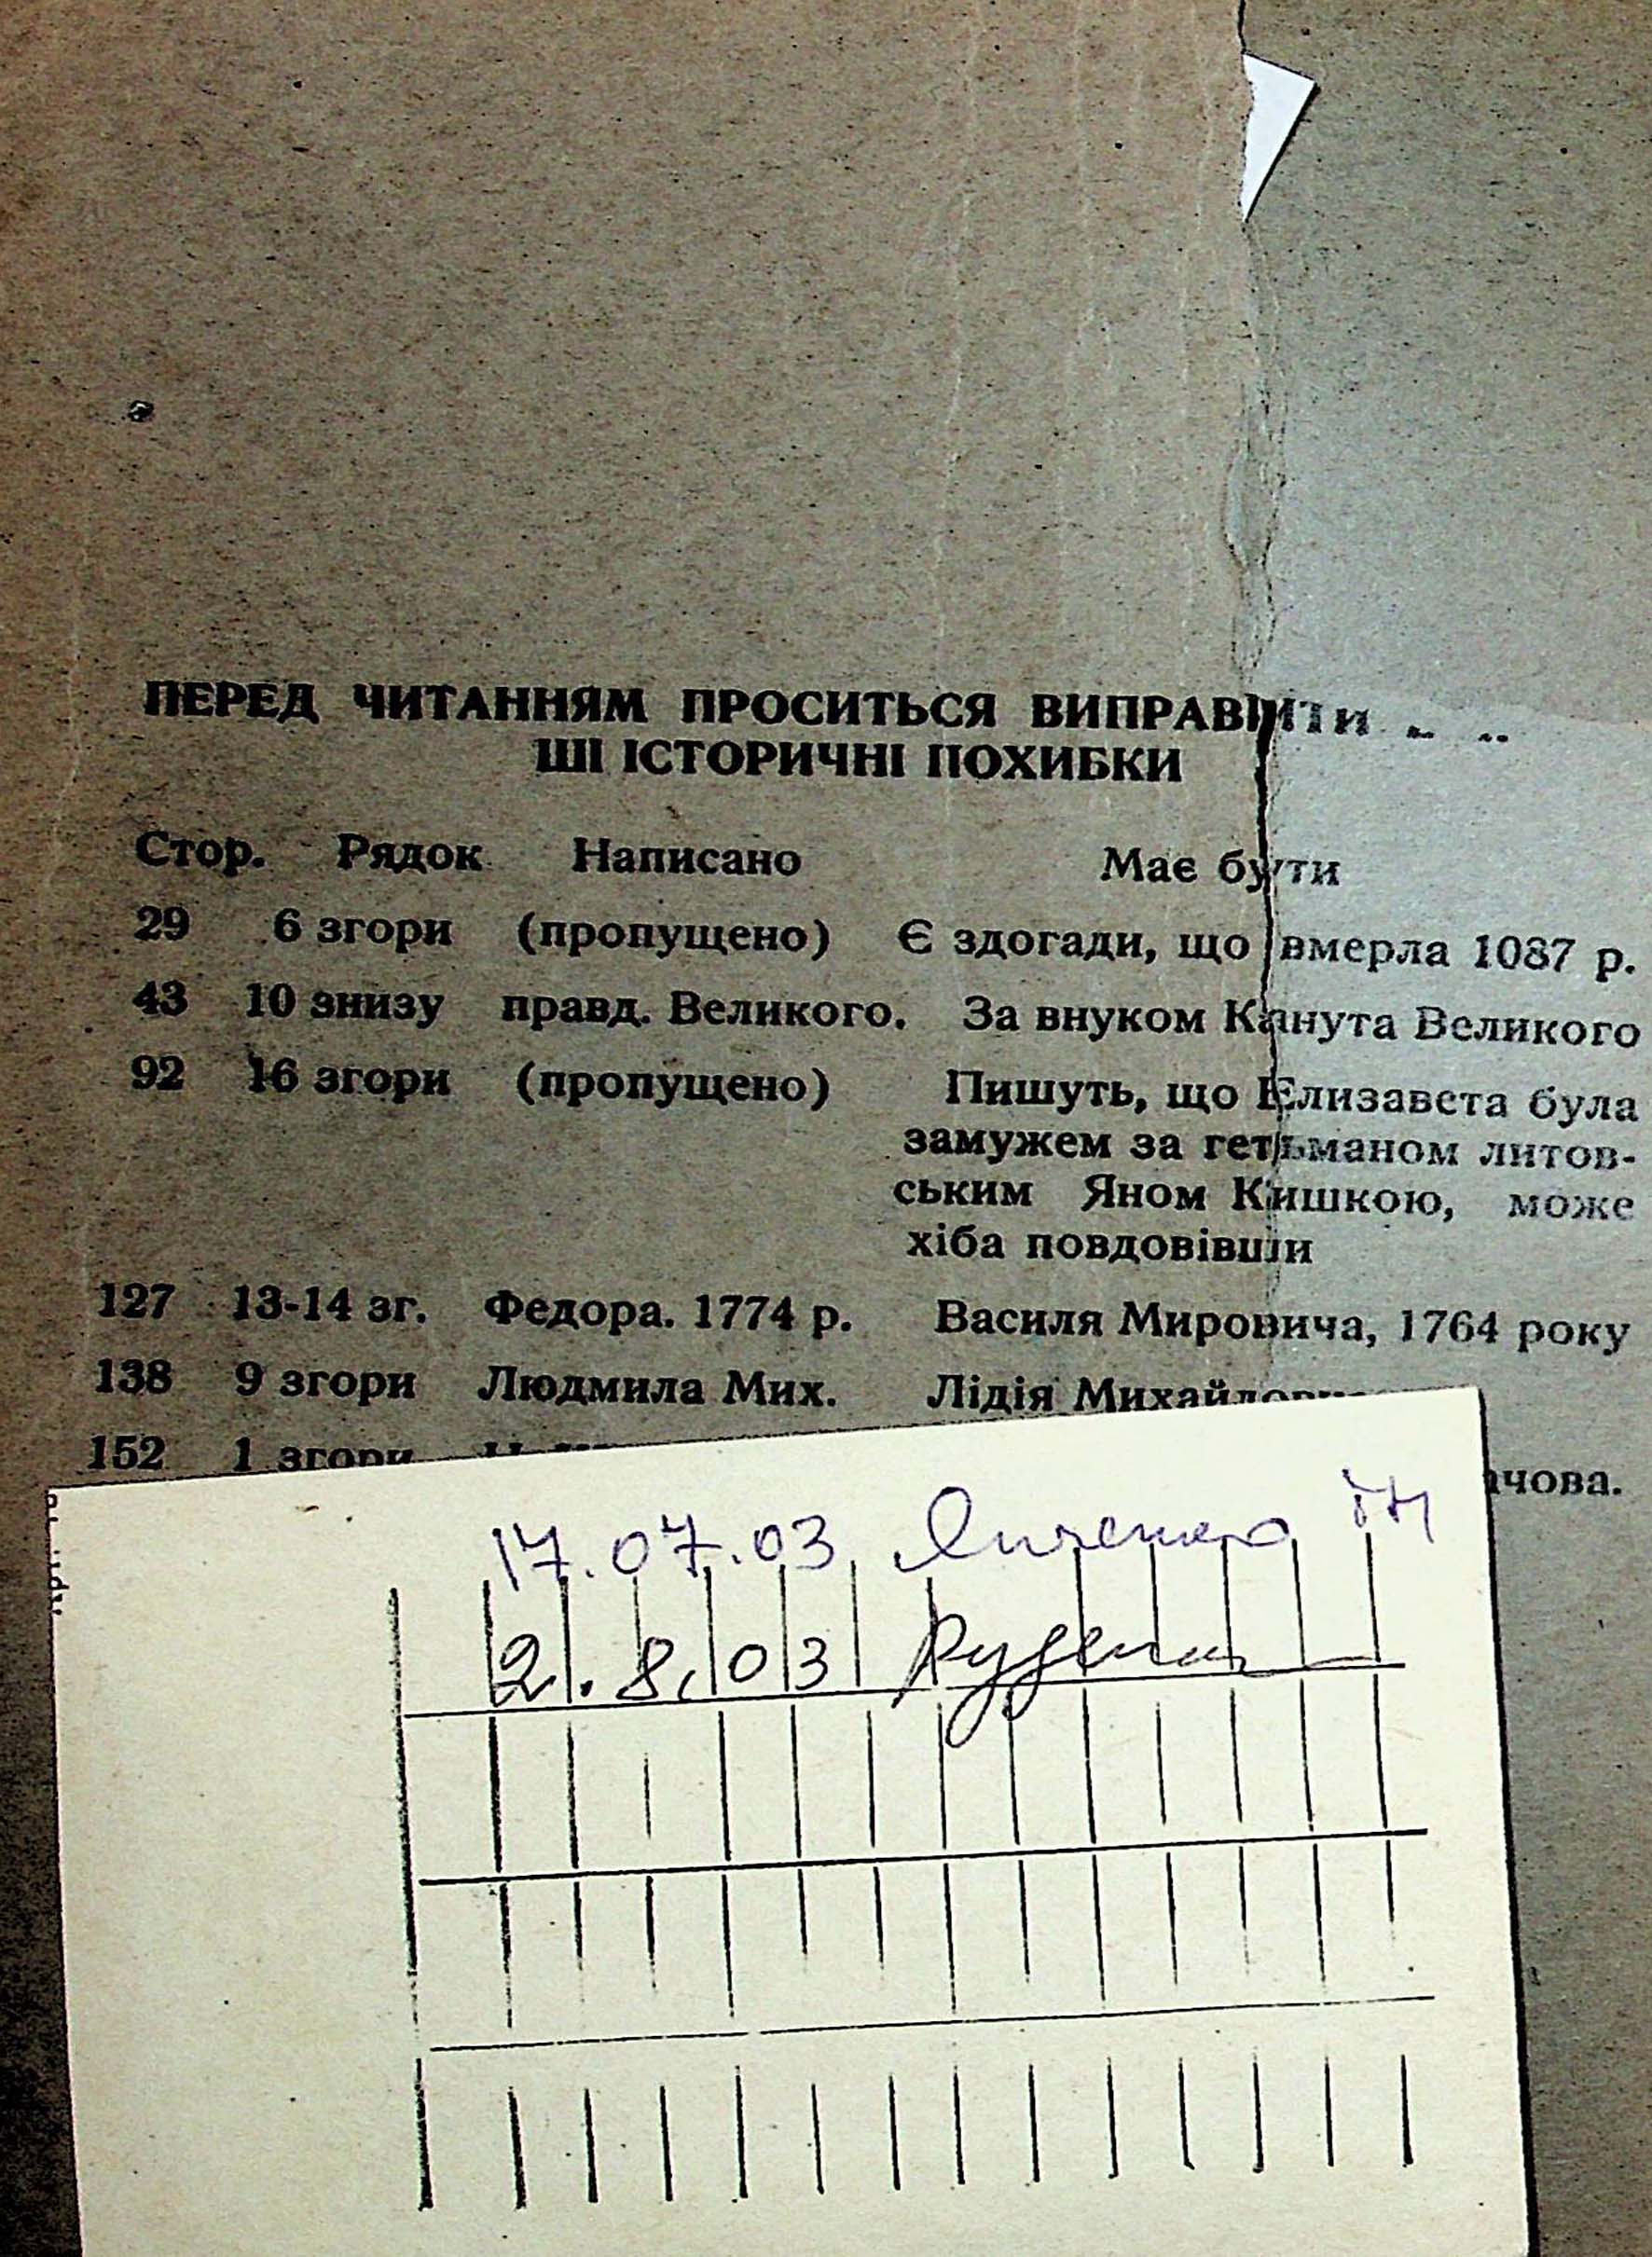 ПЕРЕД ЧИТАННЯМ ПРОСИТЬСЯ ВИПРАВИТИ
ШІ ІСТОРИЧНІ ПОХИБКИ
Стор. Рядок Написано Має бути
29 6 згори (пропущено) Є здогади, що вмерла 1087 р.
43 10 знизу правд. Великого. За внуком Канута Великого
92 16 згори (пропущено) Пишуть, що Елизавета була
замужем за гетьманом литов-
ським Яном Кишкою, може
хіба повдовівши
127 13-14 зг. Федора. 1774 р. Василя Мировича, 1764 року
138 9 згори Людмила Мих. Лідія
152 1 згори
17.07.03
2.8.03